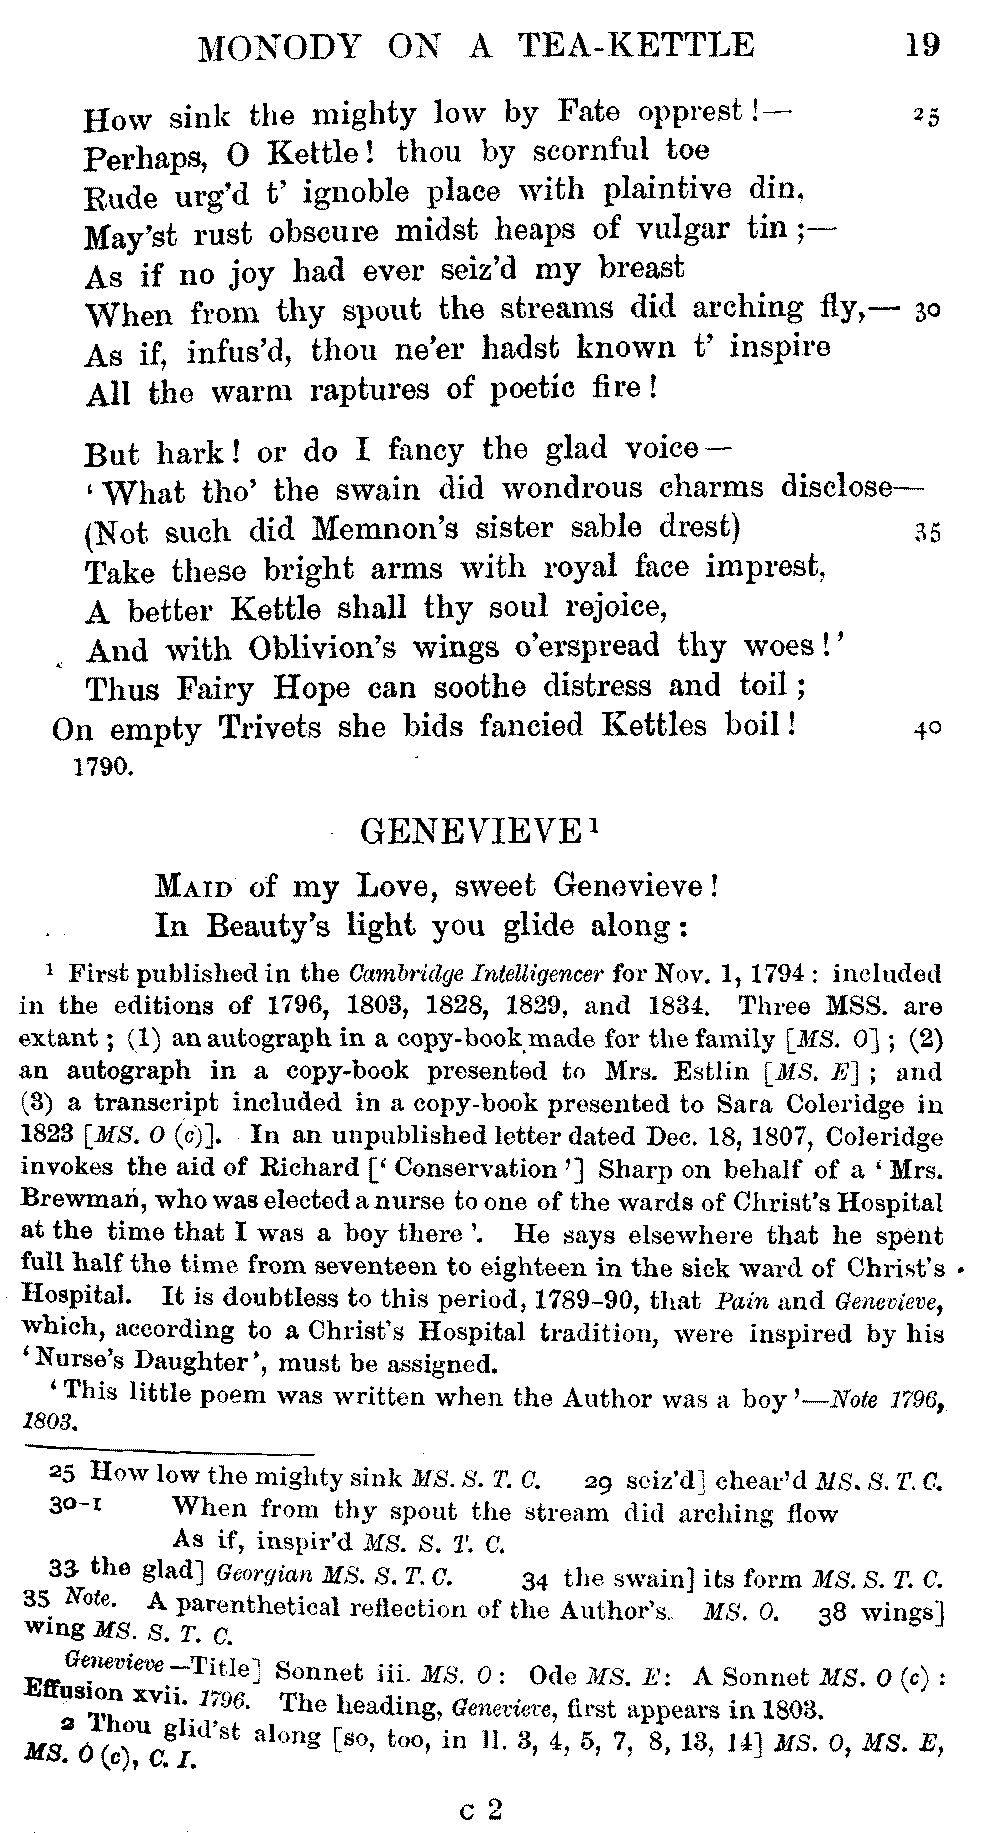 MONODY ON A TEA-KETTLE 19
How sink the mighty low by Fate opprest!— 25
Perhaps, O Kettle! thou by scornful toe
Rude urg'd t' ignoble place with plaintive din,
May'st rust obscure midst heaps of vulgar tin;—
As if no joy had ever seiz'd my breast
When from thy spout the streams did arching fly,— 30
As if, infus'd, thou ne'er hadst known t' inspire
All the warm raptures of poetic fire!
But hark! or do I fancy the glad voice—
'What tho' the swain did wondrous charms disclose—
(Not such did Memnon's sister sable drest) 35
Take these bright arms with royal face imprest,
A better Kettle shall thy soul rejoice,
And with Oblivion's wings o'erspread thy woes!'
Thus Fairy Hope can soothe distress and toil;
On empty Trivets she bids fancied Kettles boil! 40
1790.
GENEVIEVE¹
MAID of my Love, sweet Genevieve!
In Beauty's light you glide along:
¹ First published in the Cambridge Intelligencer for Nov. 1, 1794: included
in the editions of 1796, 1803, 1828, 1829, and 1834. Three MSS. are
extant; (1) an autograph in a copy-book made for the family [MS. O]; (2)
an autograph in a copy-book presented to Mrs. Estlin [MS. E]; and
(3) a transcript included in a copy-book presented to Sara Coleridge in
1823 [MS. O (c)]. In an unpublished letter dated Dec. 18, 1807, Coleridge
invokes the aid of Richard ['Conservation'] Sharp on behalf of a 'Mrs.
Brewman, who was elected a nurse to one of the wards of Christ's Hospital
at the time that I was a boy there'. He says elsewhere that he spent
full half the time from seventeen to eighteen in the sick ward of Christ's
Hospital. It is doubtless to this period, 1789-90, that Pain and Genevieve,
which, according to a Christ's Hospital tradition, were inspired by his
'Nurse's Daughter', must be assigned.
'This little poem was written when the Author was a boy'—Note 1796,
1803.
25 How low the mighty sink MS. S. T. C. 29 seiz'd] chear'd MS. S. T. C.
30-1 When from thy spout the stream did arching flow
As if, inspir'd MS. S. T. C.
33 the glad] Georgian MS. S. T. C. 34 the swain] its form MS. S. T. C.
35 Note. A parenthetical reflection of the Author's. MS. O. 38 wings]
wing MS. S. T. C.
Genevieve—Title] Sonnet iii. MS. O: Ode MS. E: A Sonnet MS. O (c):
Effusion xvii. 1796. The heading, Genevieve, first appears in 1803.
2 Thou glid'st along [so, too, in ll. 3, 4, 5, 7, 8, 13, 14] MS. O, MS. E,
MS. O (c), C. I.
C 2